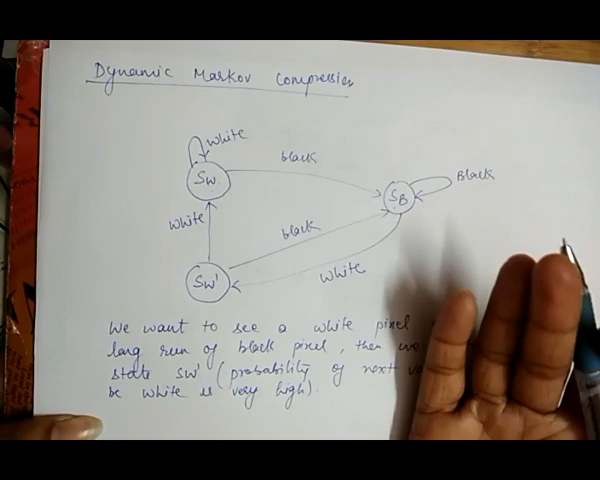 Dynamic Markov Compression
white
black
Sw
SB
Black
white
black
white
Sw'
We want to see a white pixel
long run of black pixel, then we
state SW' (probability of next
be white is very high).